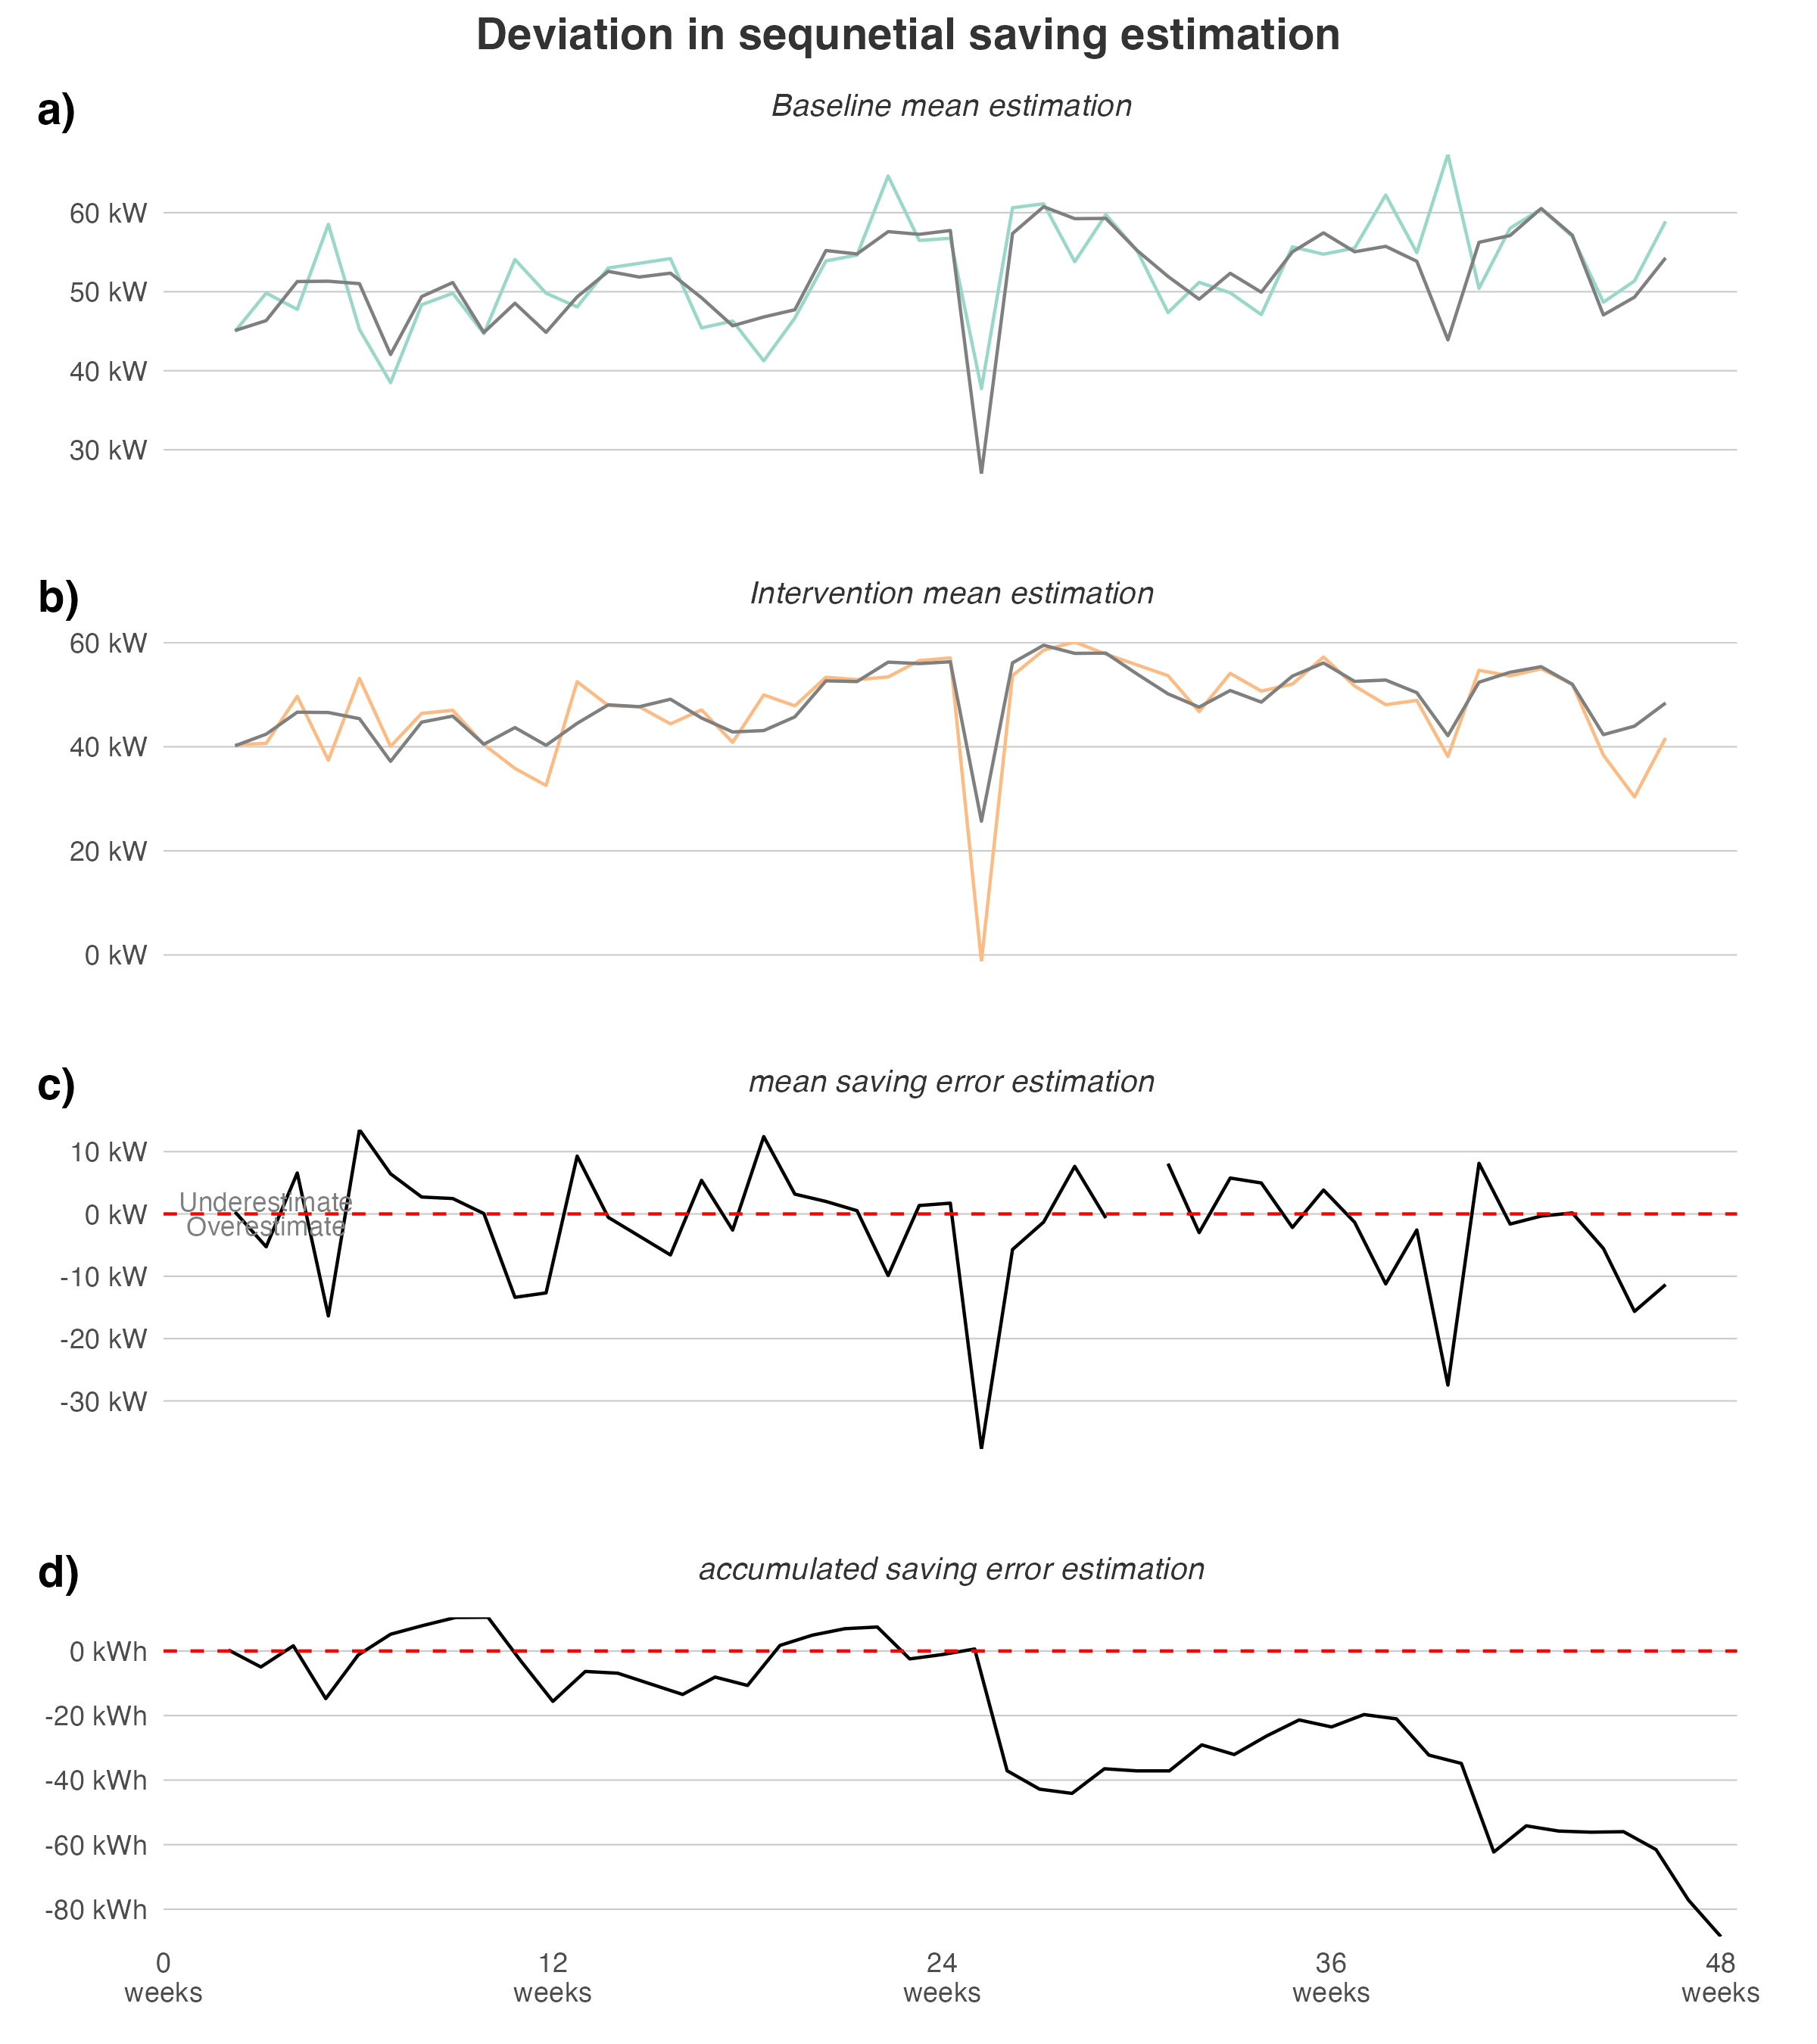 Deviation in sequnetial saving estimation
a)
Baseline mean estimation
60 kW
50 kW
40 kW
30 kW
b)
Intervention mean estimation
60 kW
40 kW
20 kW
0 kW
c)
mean saving error estimation
10 kW
Underestimate
0 kW
Overestimate
-10 kW
-20 kW
-30 kW
d)
accumulated saving error estimation
0 kWh
-20 kWh
-40 kWh
-60 kWh
-80 kWh
0 12 24 36 48
weeks weeks weeks weeks weeks